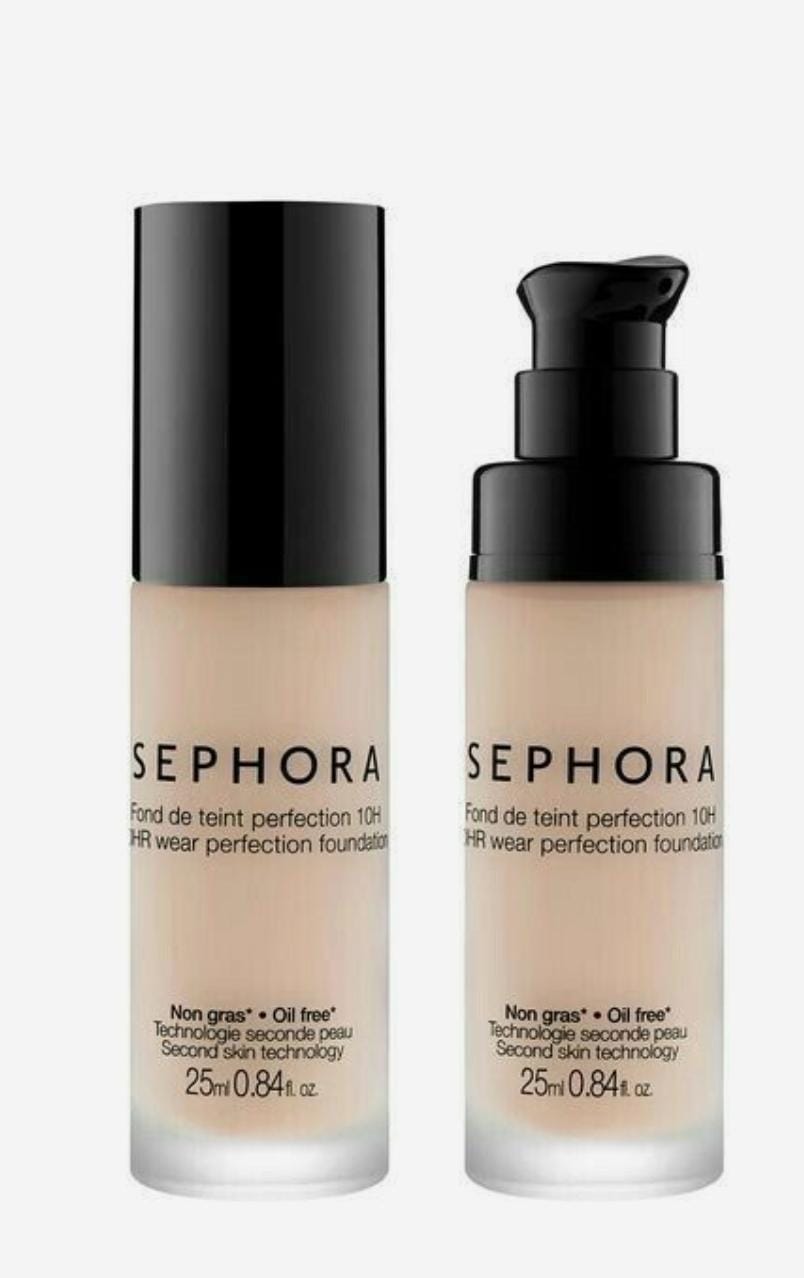 SEPHORA
Fond de teint perfection 10H
HR wear perfection foundation
Non gras* • Oil free*
Technologie seconde peau
Second skin technology
25ml 0.84fl. oz.
SEPHORA
Fond de teint perfection 10H
HR wear perfection foundation
Non gras* • Oil free*
Technologie seconde peau
Second skin technology
25ml 0.84fl. oz.